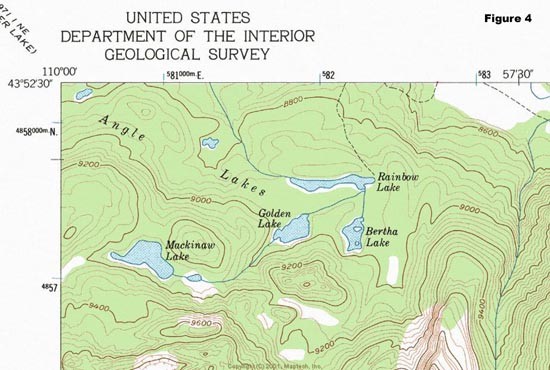 UNITED STATES
DEPARTMENT OF THE INTERIOR
GEOLOGICAL SURVEY
Figure 4
971 I NE
ER LAKE)
110°00'
581000m E.
582
583
57'30"
43°52'30"
4858000m N.
Angle
Lakes
8800
8600
9200
9000
9000
Rainbow
Lake
Golden
Lake
Bertha
Lake
Mackinaw
Lake
9200
4857
9400
9600
9200
9400
Copyright (C) 2001, Maptech, Inc.